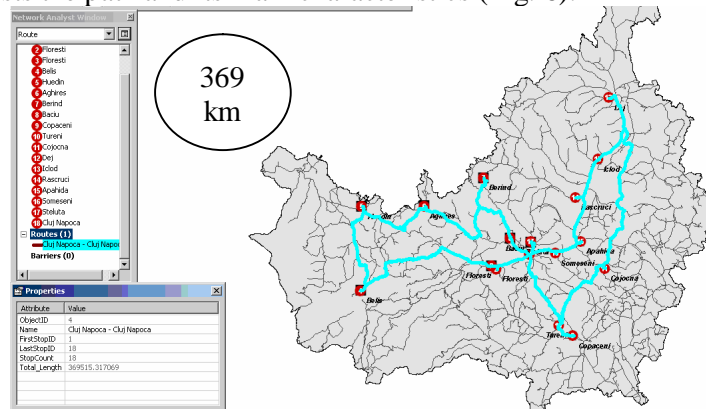 Network Analyst Window
Route
2 Floresti
3 Floresti
4 Belis
5 Huedin
6 Aghires
7 Berind
8 Baciu
9 Copaceni
10 Tureni
11 Cojocna
12 Dej
13 Iclod
14 Rascruci
15 Apahida
16 Someseni
17 Steluta
18 Cluj Napoca
Routes (1)
Cluj Napoca - Cluj Napoc
Barriers (0)
369
km
Iclod
Berind
Rascruci
Aghires
Apahida
Someseni
Floresti
Floresti
Cojocna
Belis
Copaceni
Properties
Attribute Value
ObjectID 4
Name Cluj Napoca - Cluj Napoca
FirstStopID 1
LastStopID 18
StopCount 18
Total_Length 369515.317069